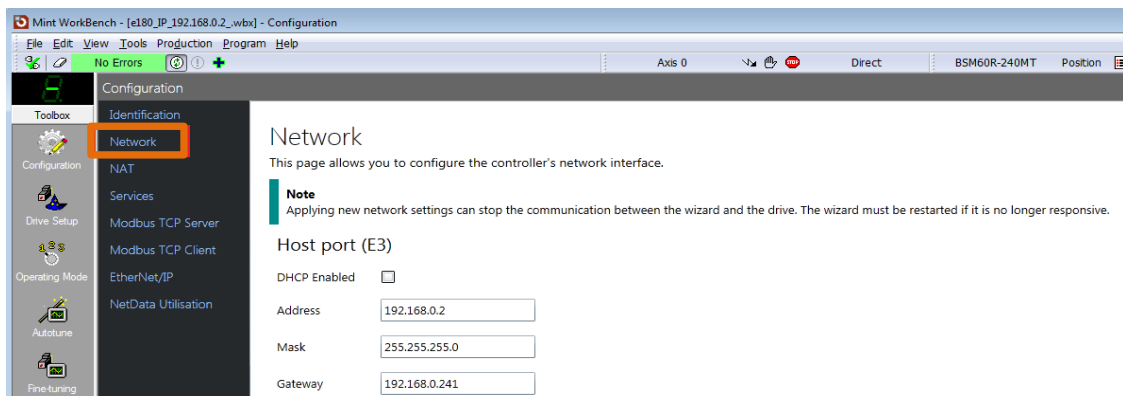 Mint WorkBench - [e180_IP_192.168.0.2_.wbx] - Configuration
File Edit View Tools Production Program Help
No Errors Axis 0 STOP Direct BSM60R-240MT Position
Configuration
Toolbox
Configuration
Drive Setup
Operating Mode
Autotune
Fine-tuning
Identification
Network
NAT
Services
Modbus TCP Server
Modbus TCP Client
EtherNet/IP
NetData Utilisation
Network
This page allows you to configure the controller's network interface.
Note
Applying new network settings can stop the communication between the wizard and the drive. The wizard must be restarted if it is no longer responsive.
Host port (E3)
DHCP Enabled
Address 192.168.0.2
Mask 255.255.255.0
Gateway 192.168.0.241